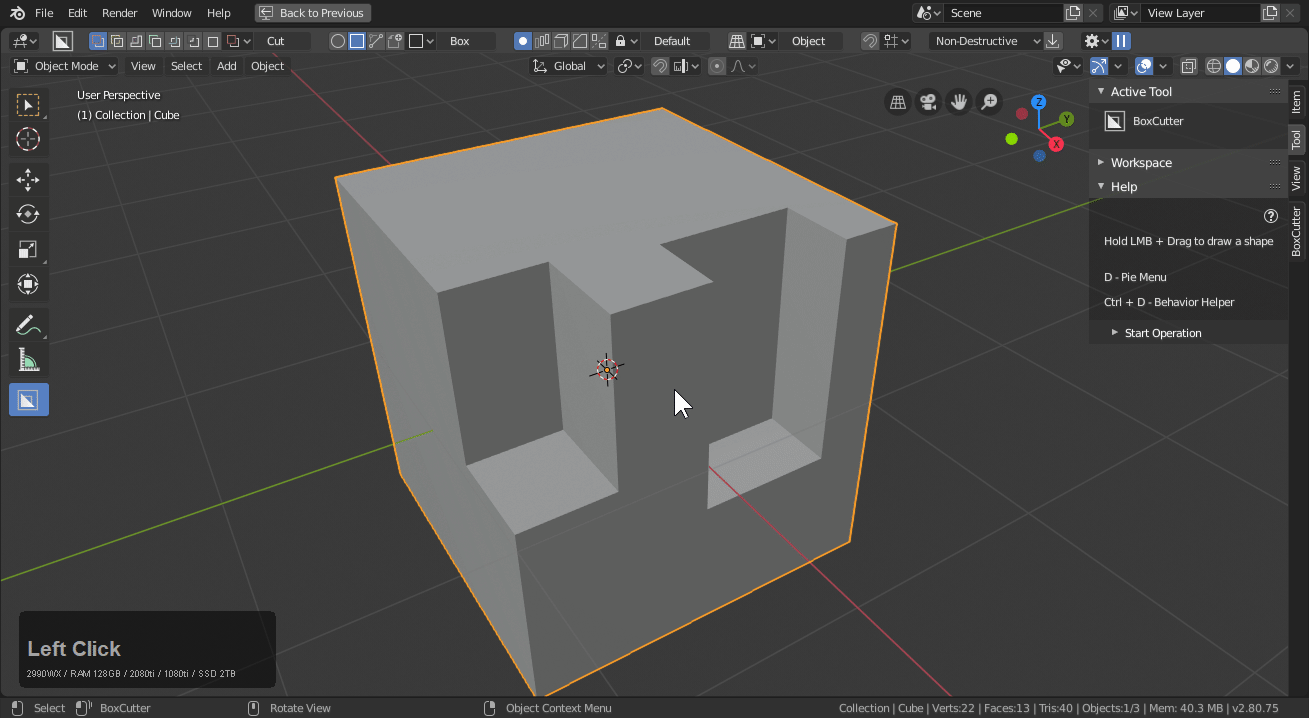 File Edit Render Window Help Back to Previous Scene View Layer
Cut Box Default Object Non-Destructive
Object Mode View Select Add Object Global
User Perspective
(1) Collection | Cube
Z
Y
X
Active Tool
BoxCutter
Workspace
Help
?
Hold LMB + Drag to draw a shape
D - Pie Menu
Ctrl + D - Behavior Helper
Start Operation
Item
Tool
View
BoxCutter
Left Click
2990WX / RAM 128GB / 2080ti / 1080ti / SSD 2TB
Select BoxCutter Rotate View Object Context Menu Collection | Cube | Verts:22 | Faces:13 | Tris:40 | Objects:1/3 | Mem: 40.3 MB | v2.80.75